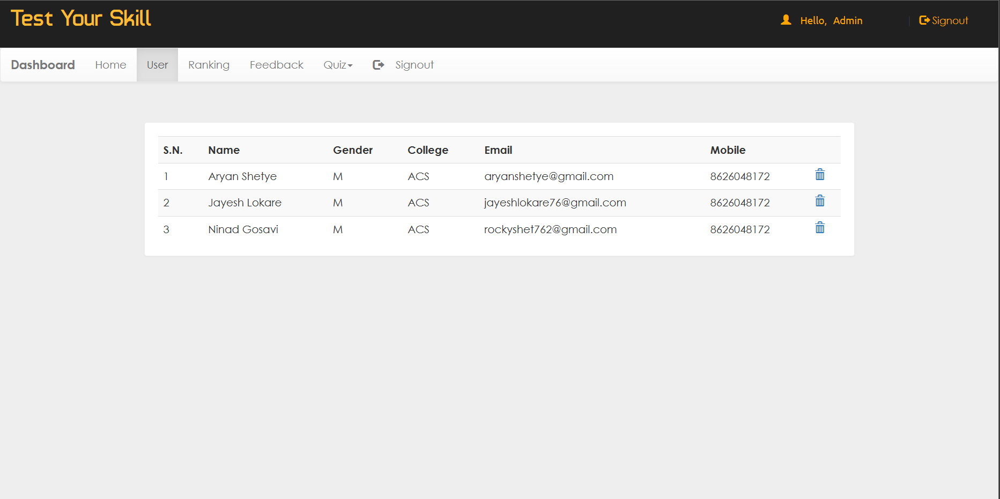 Test Your Skill
Hello, Admin | Signout
Dashboard Home User Ranking Feedback Quiz Signout
S.N. Name Gender College Email Mobile
1 Aryan Shetye M ACS aryanshetye@gmail.com 8626048172
2 Jayesh Lokare M ACS jayeshlokare76@gmail.com 8626048172
3 Ninad Gosavi M ACS rockyshet762@gmail.com 8626048172